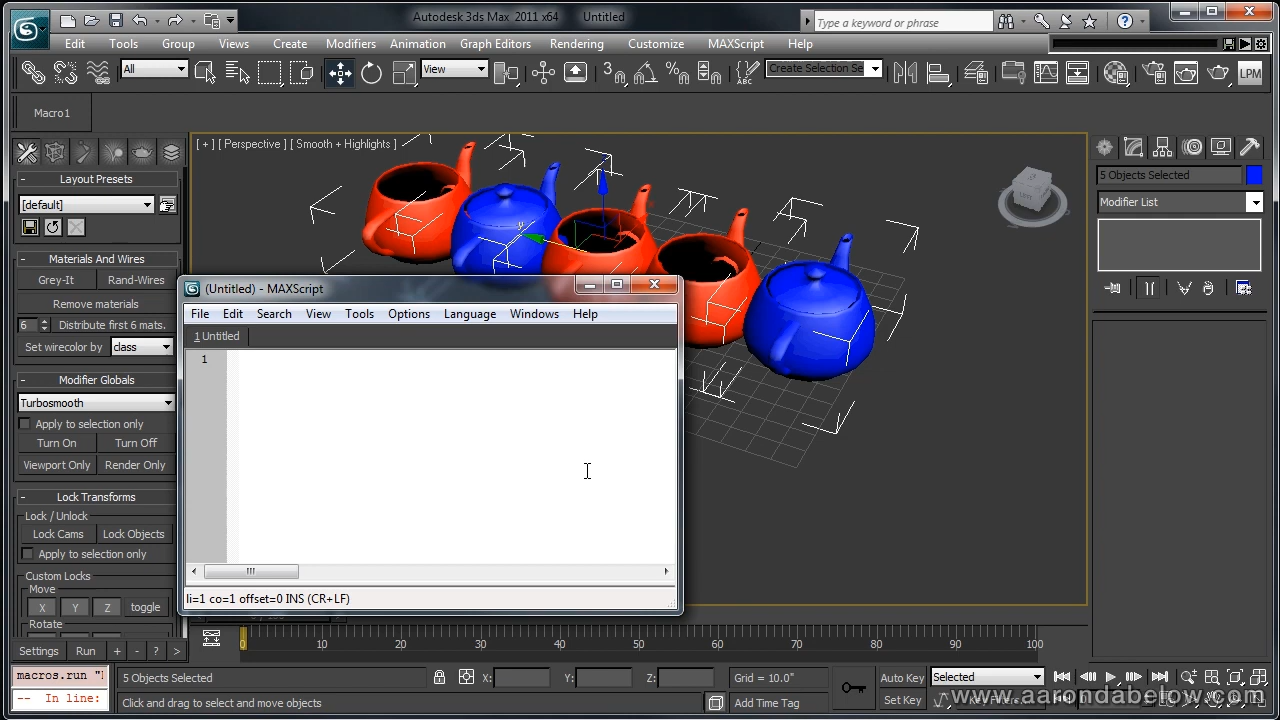 Autodesk 3ds Max 2011 x64 Untitled
Type a keyword or phrase
Edit Tools Group Views Create Modifiers Animation Graph Editors Rendering Customize MAXScript Help
All
View
3
ABC
Create Selection Se
LPM
Macro1
[ + ] [ Perspective ] [ Smooth + Highlights ]
Layout Presets
[default]
Materials And Wires
Grey-It Rand-Wires
Remove materials
6 Distribute first 6 mats.
Set wirecolor by class
Modifier Globals
Turbosmooth
Apply to selection only
Turn On Turn Off
Viewport Only Render Only
Lock Transforms
Lock / Unlock
Lock Cams Lock Objects
Apply to selection only
Custom Locks
Move
X Y Z toggle
Rotate
Settings Run + - ? >
(Untitled) - MAXScript
File Edit Search View Tools Options Language Windows Help
1 Untitled
1
li=1 co=1 offset=0 INS (CR+LF)
5 Objects Selected
Modifier List
0 10 20 30 40 50 60 70 80 90 100
macros.run "
-- In line:
5 Objects Selected
X: Y: Z:
Grid = 10.0"
Auto Key Selected
Click and drag to select and move objects
Add Time Tag
Set Key Key Filters...
www.aarondabelow.com